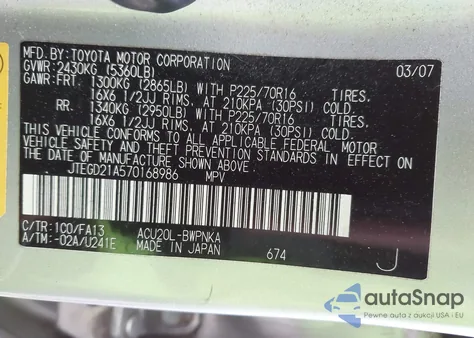 MFD.BY:TOYOTA MOTOR CORPORATION 03/07
GVWR:2430KG (5360LB)
GAWR:FRT. 1300KG (2865LB) WITH P225/70R16 TIRES.
16X6 1/2JJ RIMS. AT 210KPA (30PSI) COLD.
RR. 1340KG (2950LB) WITH P225/70R16 TIRES.
16X6 1/2JJ RIMS. AT 210KPA (30PSI) COLD.
THIS VEHICLE CONFORMS TO ALL APPLICABLE FEDERAL MOTOR
VEHICLE SAFETY AND THEFT PREVENTION STANDARDS IN EFFECT ON
THE DATE OF MANUFACTURE SHOWN ABOVE.
JTEGD21A570168986 MPV
C/TR:1C0/FA13 ACU20L-BWPNKA
A/TM:-02A/U241E MADE IN JAPAN 674 J
autoSnap
Pewne auta z aukcji USA i EU